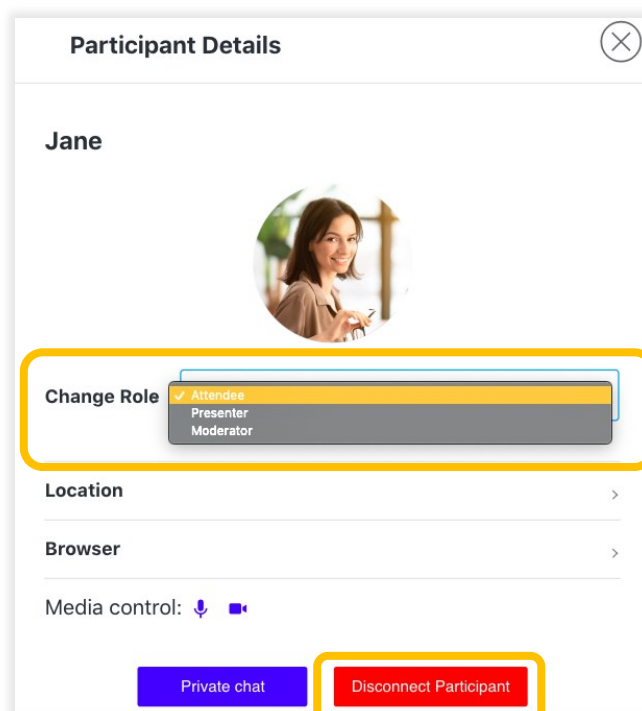 Participant Details
Jane
Change Role
✓ Attendee
Presenter
Moderator
Location
Browser
Media control:
Private chat
Disconnect Participant